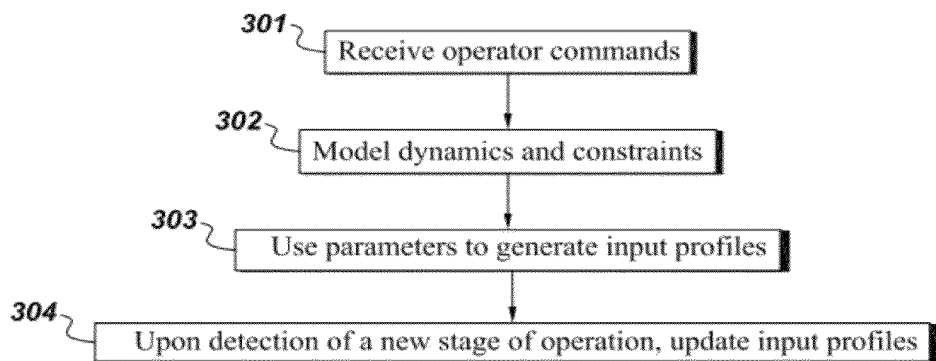 301
Receive operator commands
302
Model dynamics and constraints
303
Use parameters to generate input profiles
304
Upon detection of a new stage of operation, update input profiles